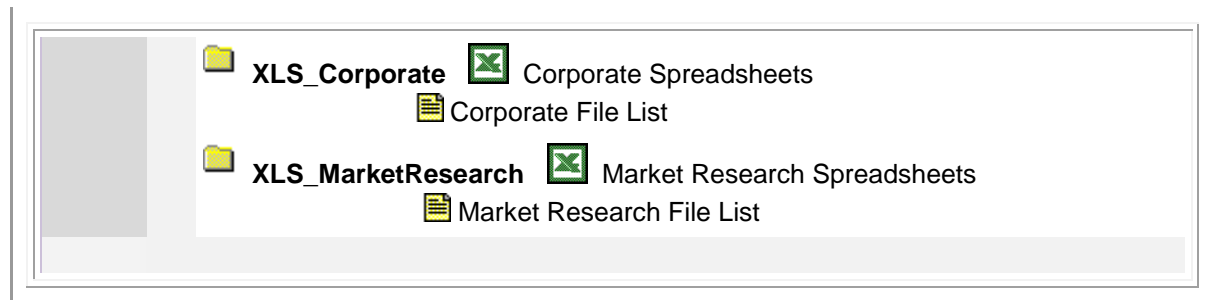 XLS_Corporate Corporate Spreadsheets
Corporate File List
XLS_MarketResearch Market Research Spreadsheets
Market Research File List